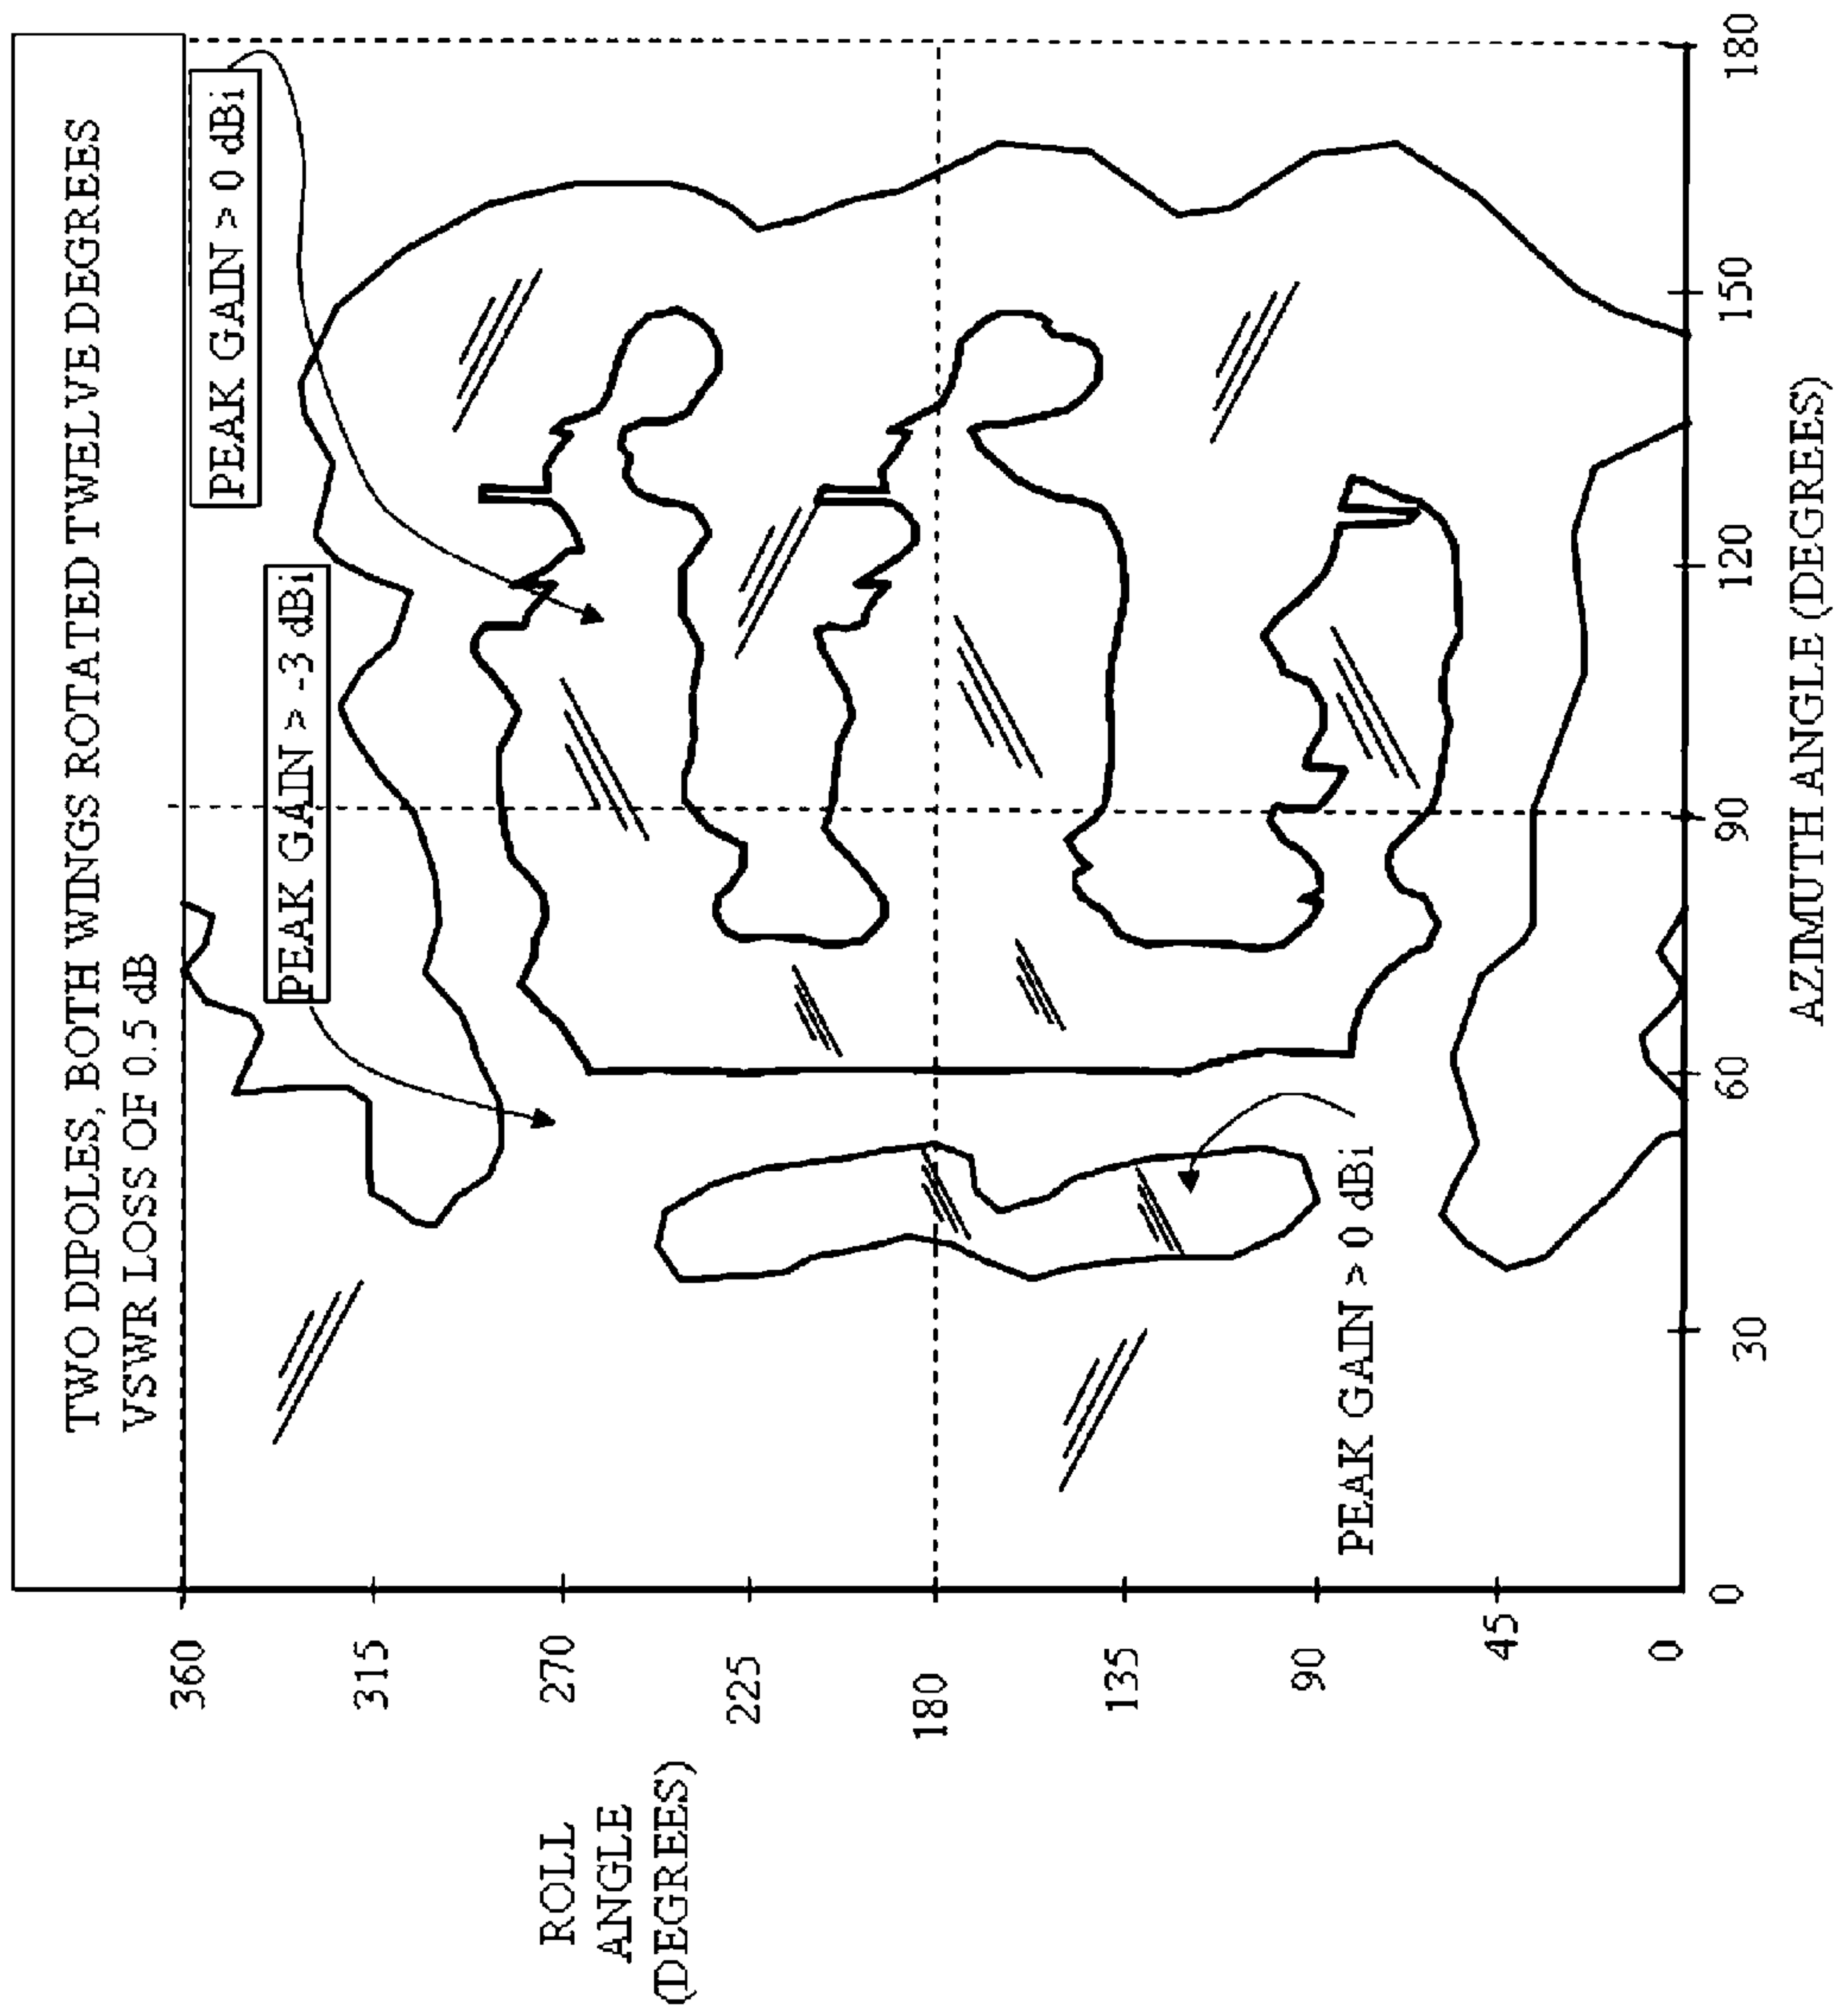 TWO DIPOLES, BOTH WINGS ROTATED TWELVE DEGREES
VSWR LOSS OF 0.5 dB
PEAK GAIN > -3 dBi
PEAK GAIN > 0 dBi
PEAK GAIN > 0 dBi
ROLL
ANGLE
(DEGREES)
360
315
270
225
180
135
90
45
0
0
30
60
90
120
150
180
AZIMUTH ANGLE (DEGREES)